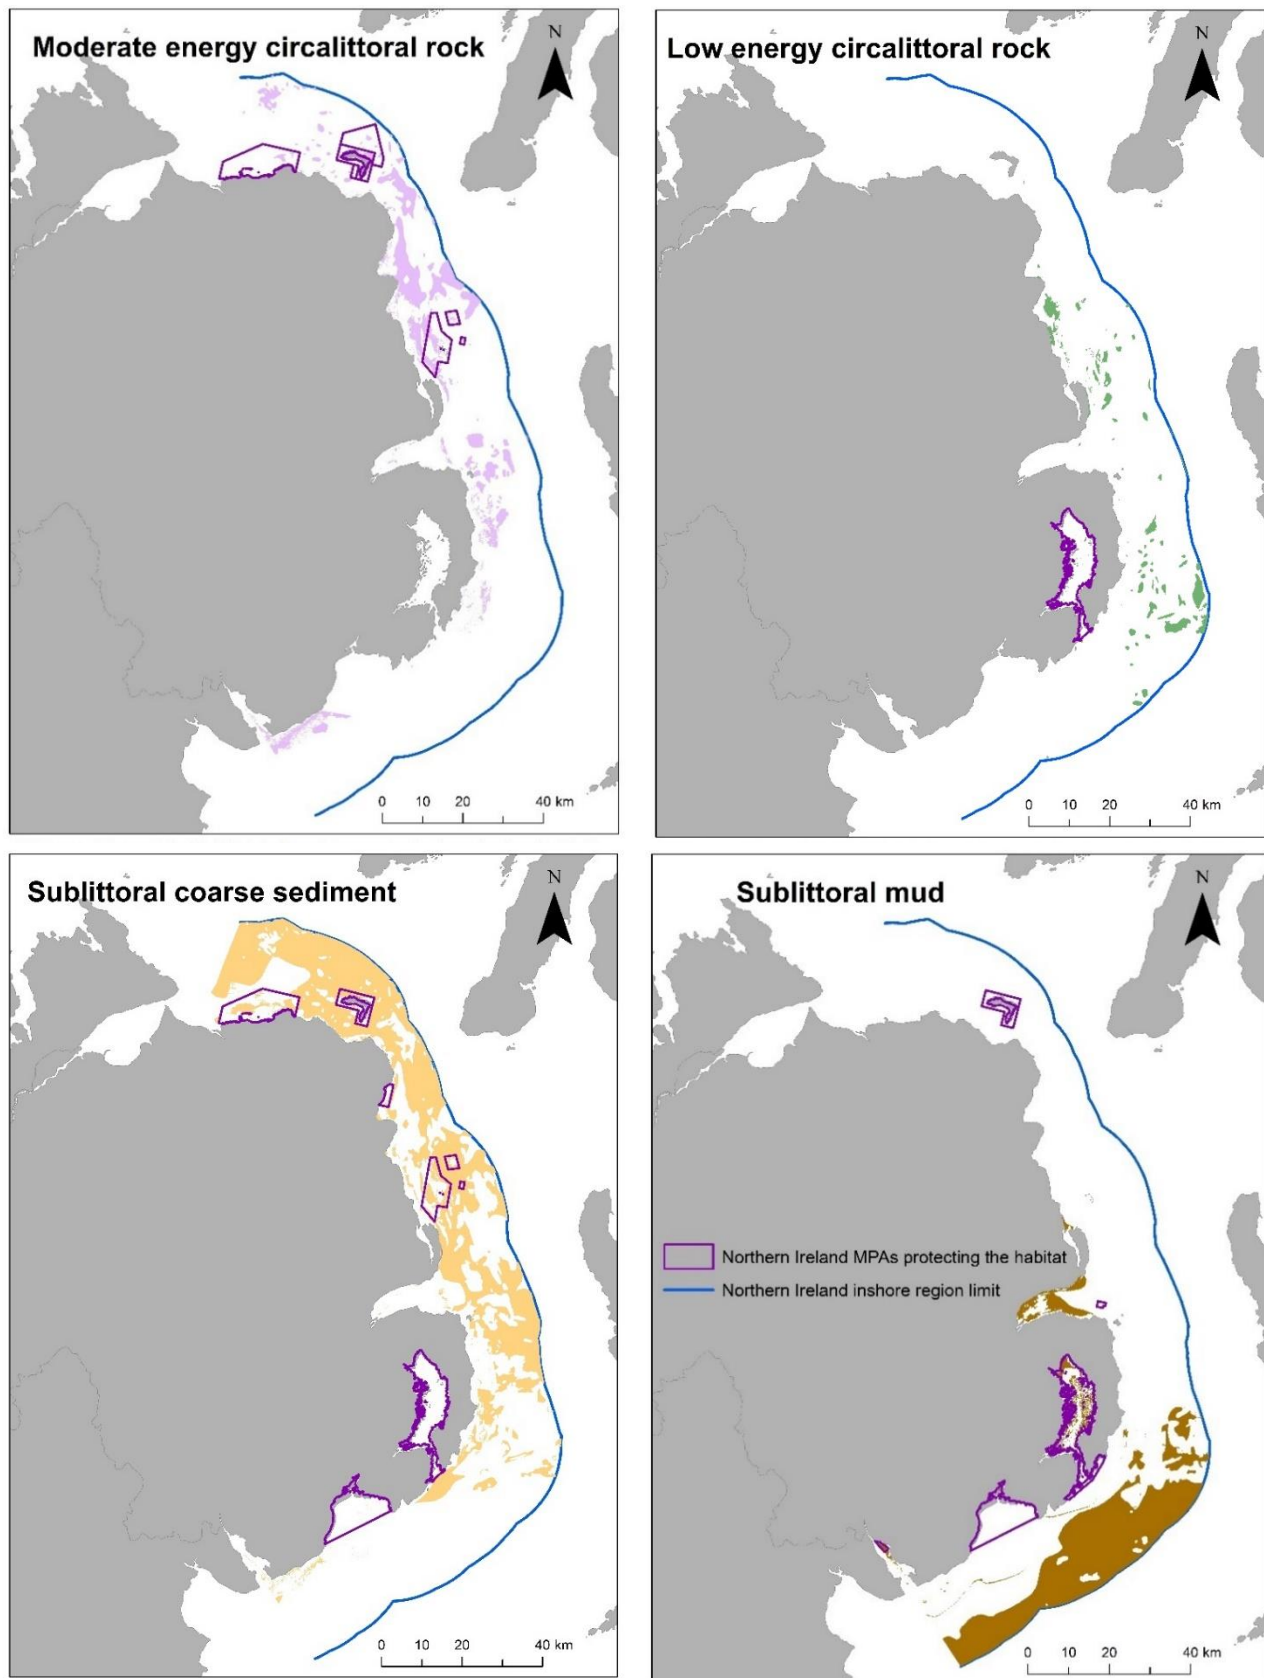 Moderate energy circalittoral rock
N
0 10 20 40 km
Low energy circalittoral rock
N
0 10 20 40 km
Sublittoral coarse sediment
N
0 10 20 40 km
Sublittoral mud
N
Northern Ireland MPAs protecting the habitat
Northern Ireland inshore region limit
0 10 20 40 km